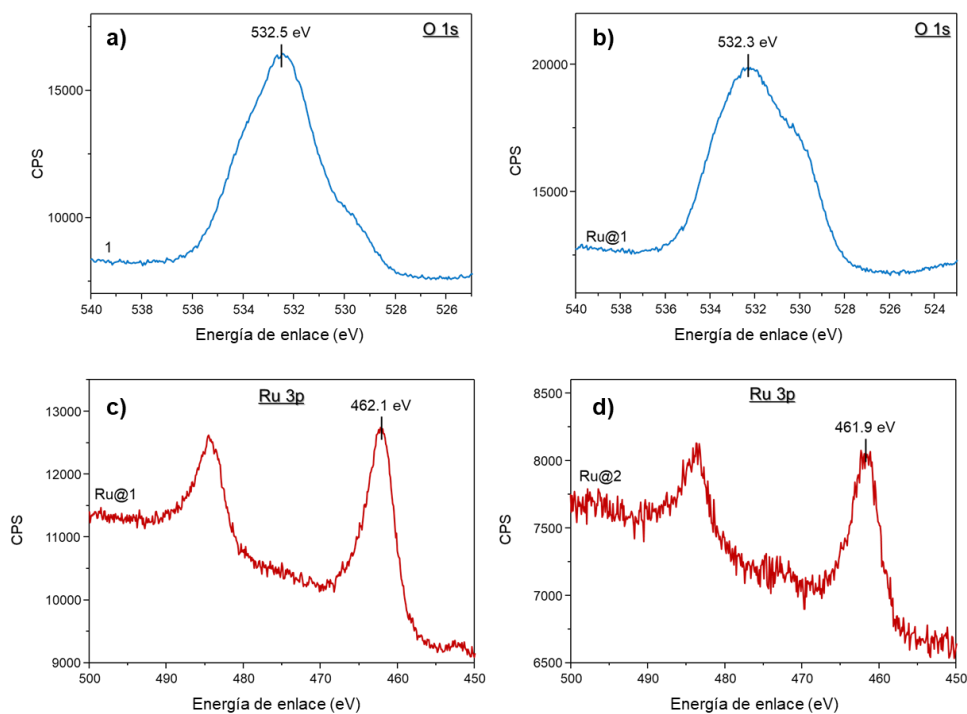 a)
532.5 eV
O 1s
CPS
15000
10000
1
540
538
536
534
532
530
528
526
Energía de enlace (eV)
b)
532.3 eV
O 1s
CPS
20000
15000
Ru@1
540
538
536
534
532
530
528
526
524
Energía de enlace (eV)
c)
Ru 3p
462.1 eV
CPS
13000
12000
11000
10000
9000
Ru@1
500
490
480
470
460
450
Energía de enlace (eV)
d)
Ru 3p
461.9 eV
CPS
8500
8000
7500
7000
6500
Ru@2
500
490
480
470
460
450
Energía de enlace (eV)